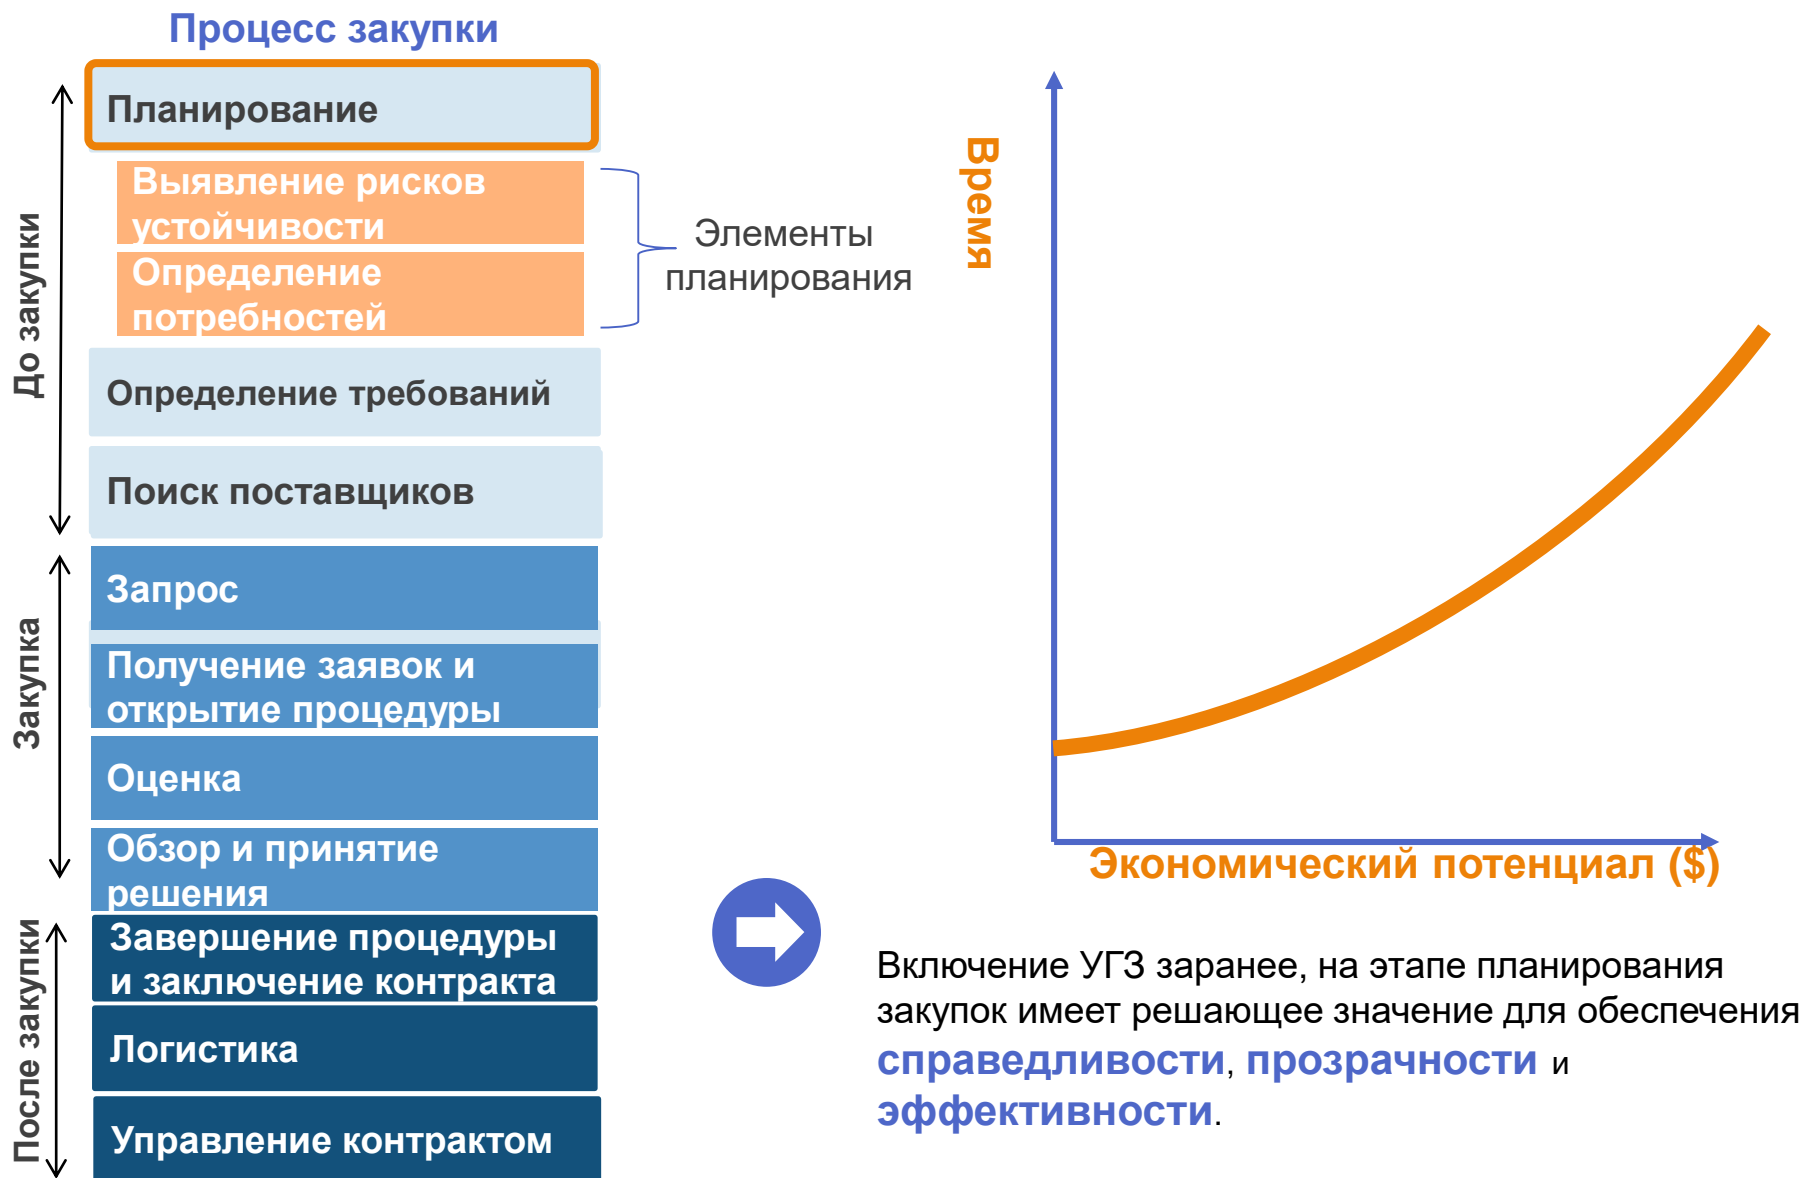 Процесс закупки
До закупки
Планирование
Выявление рисков
устойчивости
Определение
потребностей
Элементы
планирования
Определение требований
Поиск поставщиков
Закупка
Запрос
Получение заявок и
открытие процедуры
Оценка
Обзор и принятие
решения
После закупки
Завершение процедуры
и заключение контракта
Логистика
Управление контрактом
Время
Экономический потенциал ($)
Включение УГЗ заранее, на этапе планирования
закупок имеет решающее значение для обеспечения
справедливости, прозрачности и
эффективности.